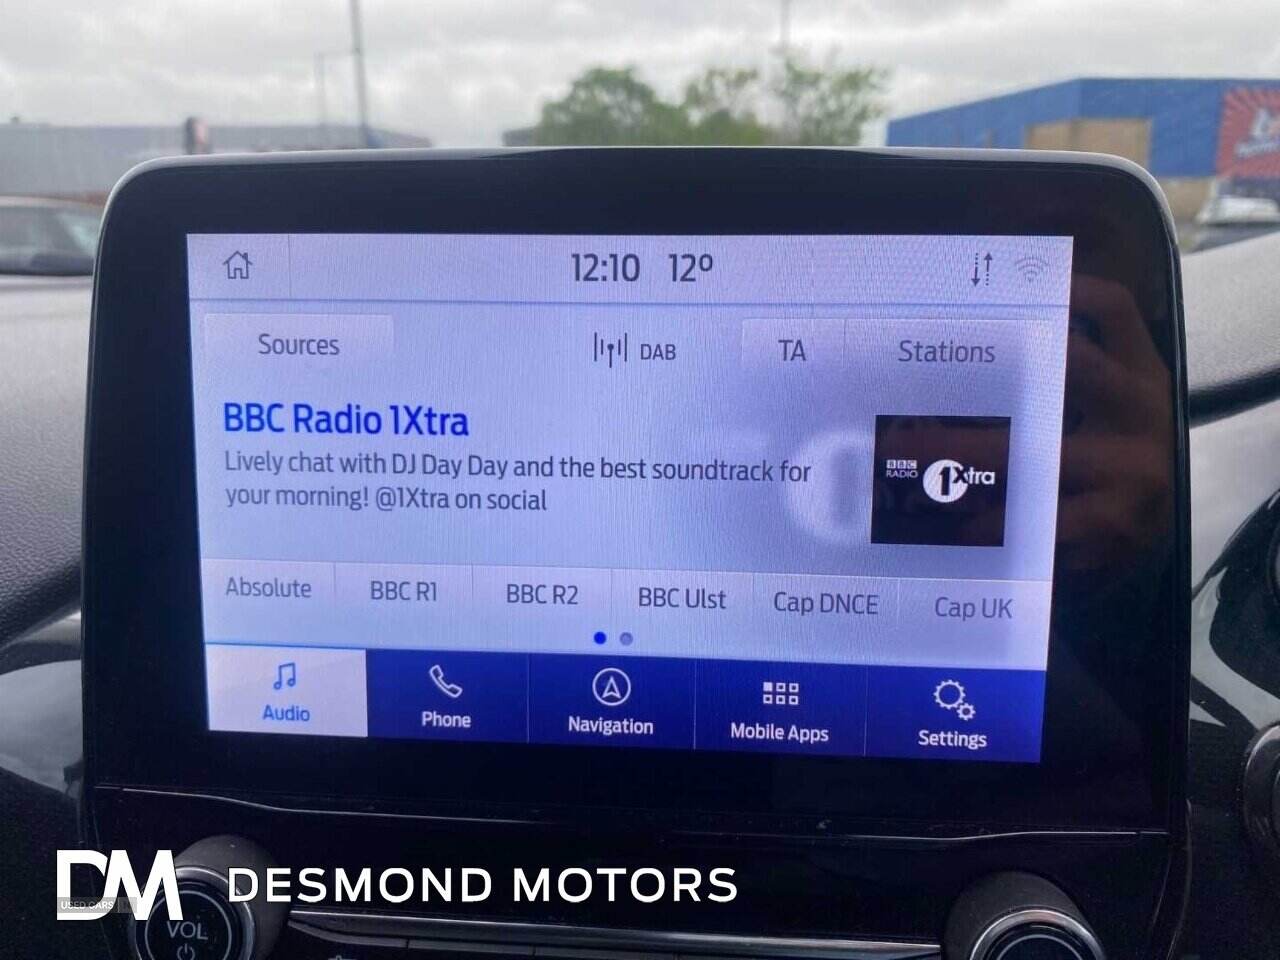 12:10 12º
Sources DAB TA Stations
BBC Radio 1Xtra
Lively chat with DJ Day Day and the best soundtrack for
your morning! @1Xtra on social
BBC RADIO 1Xtra
Absolute BBC R1 BBC R2 BBC Ulst Cap DNCE Cap UK
Audio Phone Navigation Mobile Apps Settings
DM DESMOND MOTORS
USED CARS
VOL